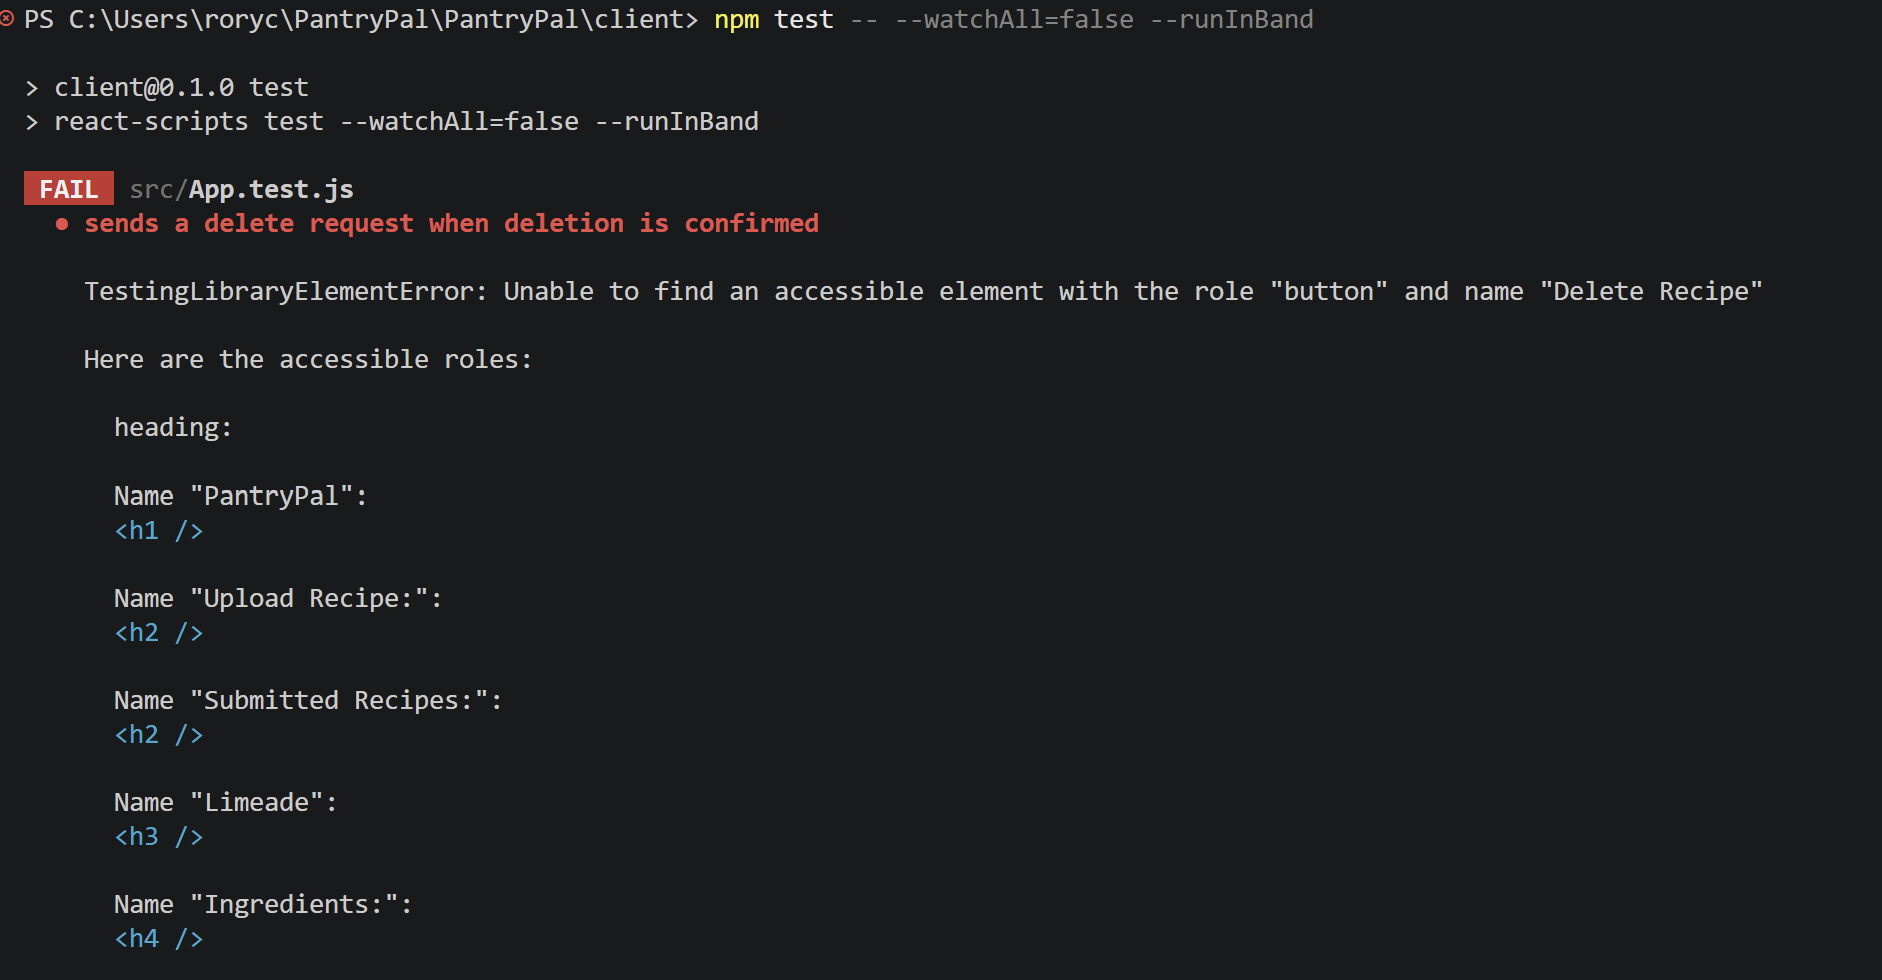 PS C:\Users\roryc\PantryPal\PantryPal\client> npm test -- --watchAll=false --runInBand
> client@0.1.0 test
> react-scripts test --watchAll=false --runInBand
FAIL src/App.test.js
● sends a delete request when deletion is confirmed
TestingLibraryElementError: Unable to find an accessible element with the role "button" and name "Delete Recipe"
Here are the accessible roles:
heading:
Name "PantryPal":
<h1 />
Name "Upload Recipe:":
<h2 />
Name "Submitted Recipes:":
<h2 />
Name "Limeade":
<h3 />
Name "Ingredients:":
<h4 />